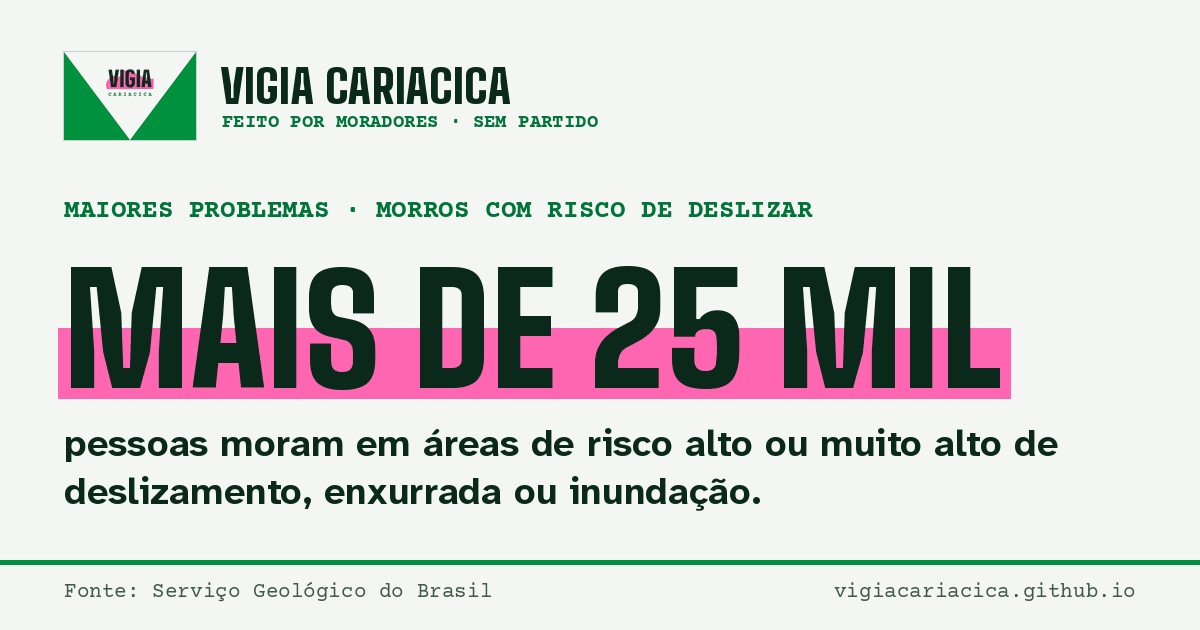 VIGIA
CARIACICA
VIGIA CARIACICA
FEITO POR MORADORES · SEM PARTIDO
MAIORES PROBLEMAS · MORROS COM RISCO DE DESLIZAR
MAIS DE 25 MIL
pessoas moram em áreas de risco alto ou muito alto de
deslizamento, enxurrada ou inundação.
Fonte: Serviço Geológico do Brasil
vigiacariacica.github.io